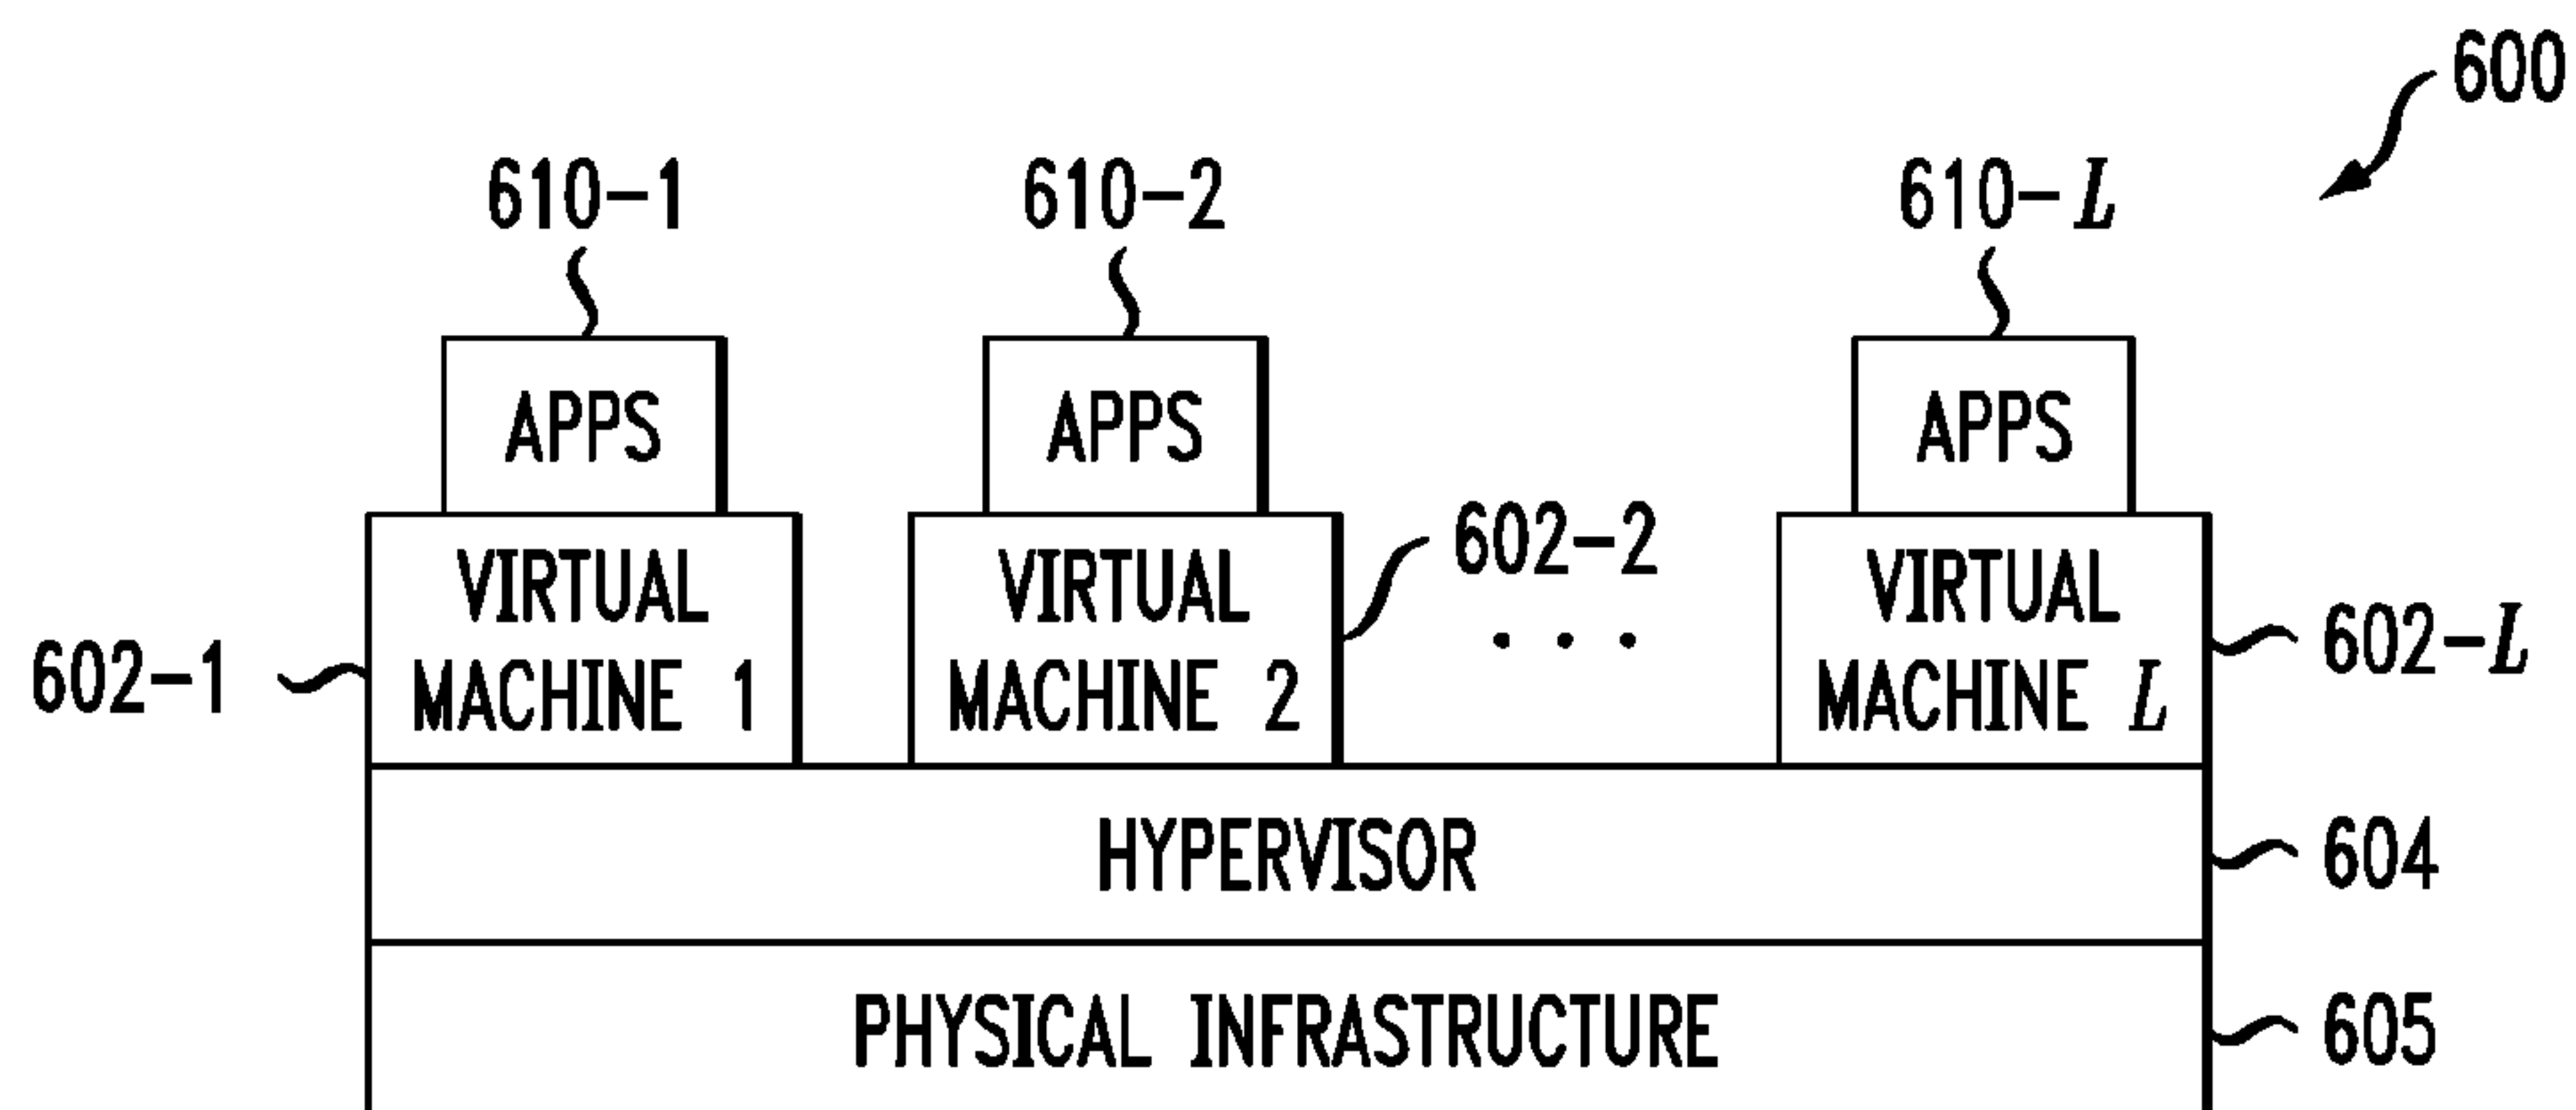 600
610-1 610-2 610-L
APPS APPS APPS
602-2
VIRTUAL MACHINE 1
VIRTUAL MACHINE 2
. . .
VIRTUAL MACHINE L
602-1
602-L
HYPERVISOR 604
PHYSICAL INFRASTRUCTURE 605